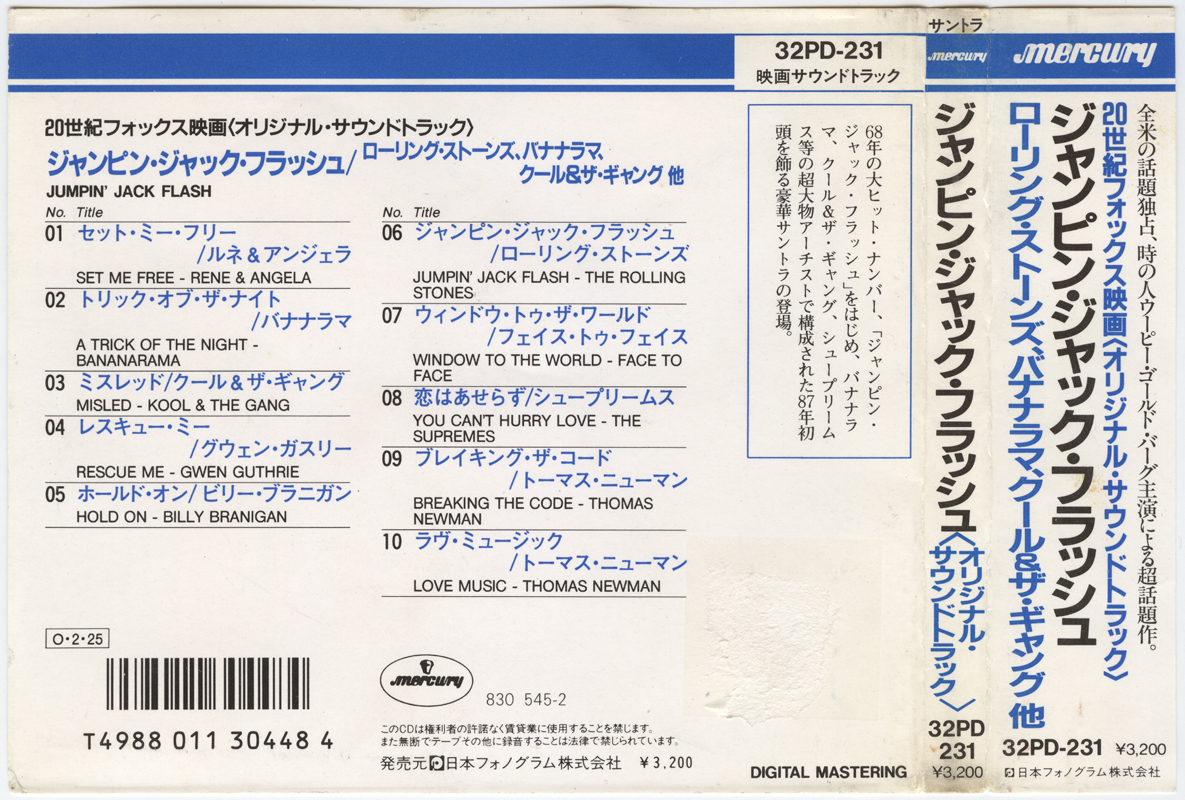 32PD-231
映画サウンドトラック
20世紀フォックス映画〈オリジナル・サウンドトラック〉
ジャンピン・ジャック・フラッシュ/ローリング・ストーンズ、バナナラマ、
クール&ザ・ギャング 他
JUMPIN' JACK FLASH
No. Title
01 セット・ミー・フリー
/ルネ&アンジェラ
SET ME FREE - RENE & ANGELA
02 トリック・オブ・ザ・ナイト
/バナナラマ
A TRICK OF THE NIGHT -
BANANARAMA
03 ミスレッド/クール&ザ・ギャング
MISLED - KOOL & THE GANG
04 レスキュー・ミー
/グウェン・ガスリー
RESCUE ME - GWEN GUTHRIE
05 ホールド・オン/ビリー・ブラニガン
HOLD ON - BILLY BRANIGAN
No. Title
06 ジャンピン・ジャック・フラッシュ
/ローリング・ストーンズ
JUMPIN' JACK FLASH - THE ROLLING
STONES
07 ウィンドウ・トゥ・ザ・ワールド
/フェイス・トゥ・フェイス
WINDOW TO THE WORLD - FACE TO
FACE
08 恋はあせらず/シュープリームス
YOU CAN'T HURRY LOVE - THE
SUPREMES
09 ブレイキング・ザ・コード
/トーマス・ニューマン
BREAKING THE CODE - THOMAS
NEWMAN
10 ラヴ・ミュージック
/トーマス・ニューマン
LOVE MUSIC - THOMAS NEWMAN
O・2・25
T4988 011 30448 4
mercury
830 545-2
このCDは権利者の許諾なく賃貸業に使用することを禁じます。
また無断でテープその他に録音することは法律で禁じられています。
発売元 日本フォノグラム株式会社 ¥3,200
68年の大ヒット・ナンバー、「ジャンピン・
ジャック・フラッシュ」をはじめ、バナナラ
マ、クール&ザ・ギャング、シュープリーム
ス等の超大物アーチストで構成された87年初
頭を飾る豪華サントラの登場。
DIGITAL MASTERING
サントラ
mercury
ジャンピン・ジャック・フラッシュ〈オリジナル・
サウンドトラック〉
32PD
231
¥3,200
mercury
全米の話題独占、時の人ウーピー・ゴールド・バーグ主演による超話題作。
20世紀フォックス映画〈オリジナル・サウンドトラック〉
ジャンピン・ジャック・フラッシュ
ローリング・ストーンズ、バナナラマ、クール&ザ・ギャング 他
32PD-231 ¥3,200
日本フォノグラム株式会社